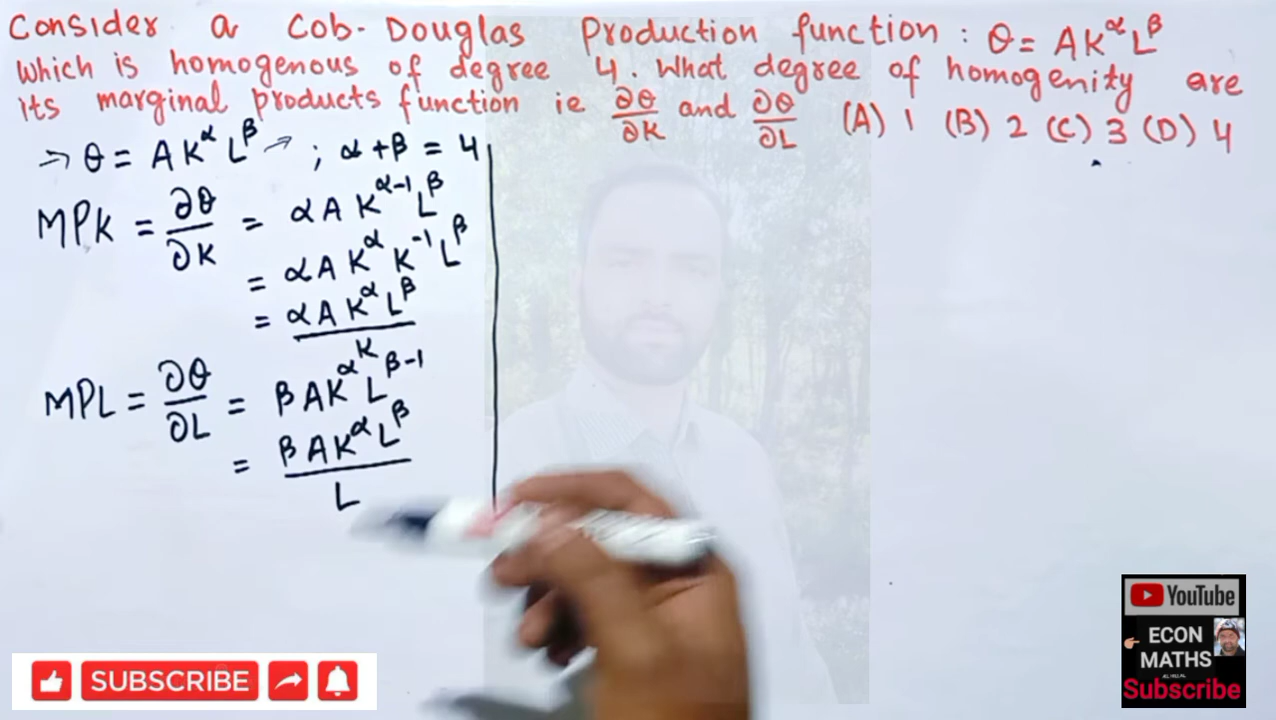 Consider a Cob-Douglas Production function : θ = AK^α L^β
which is homogenous of degree 4. What degree of homogenity are
its marginal products function ie ∂θ/∂K and ∂θ/∂L (A) 1 (B) 2 (C) 3 (D) 4
→ θ = AK^α L^β → ; α+β = 4
MPK = ∂θ/∂K = αAK^(α-1) L^β
= αAK^α K^-1 L^β
= αAK^α L^β / K
MPL = ∂θ/∂L = βAK^α L^(β-1)
= βAK^α L^β / L
YouTube
ECON
MATHS
Subscribe
SUBSCRIBE